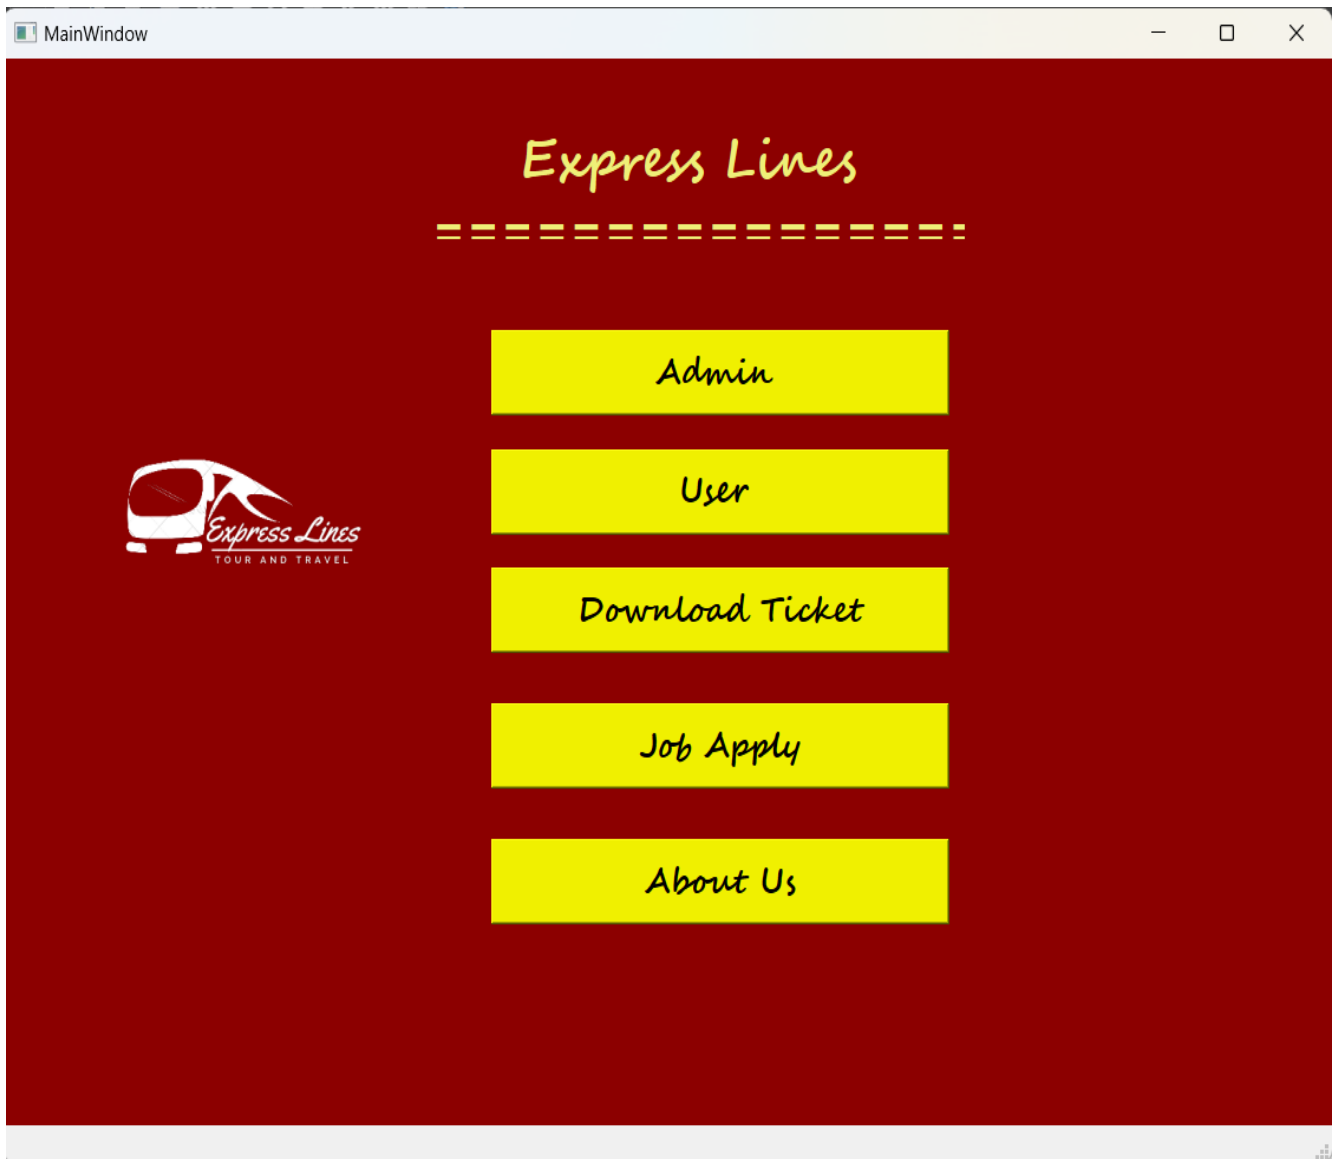 MainWindow
Express Lines
================
Admin
User
Express Lines
TOUR AND TRAVEL
Download Ticket
Job Apply
About Us